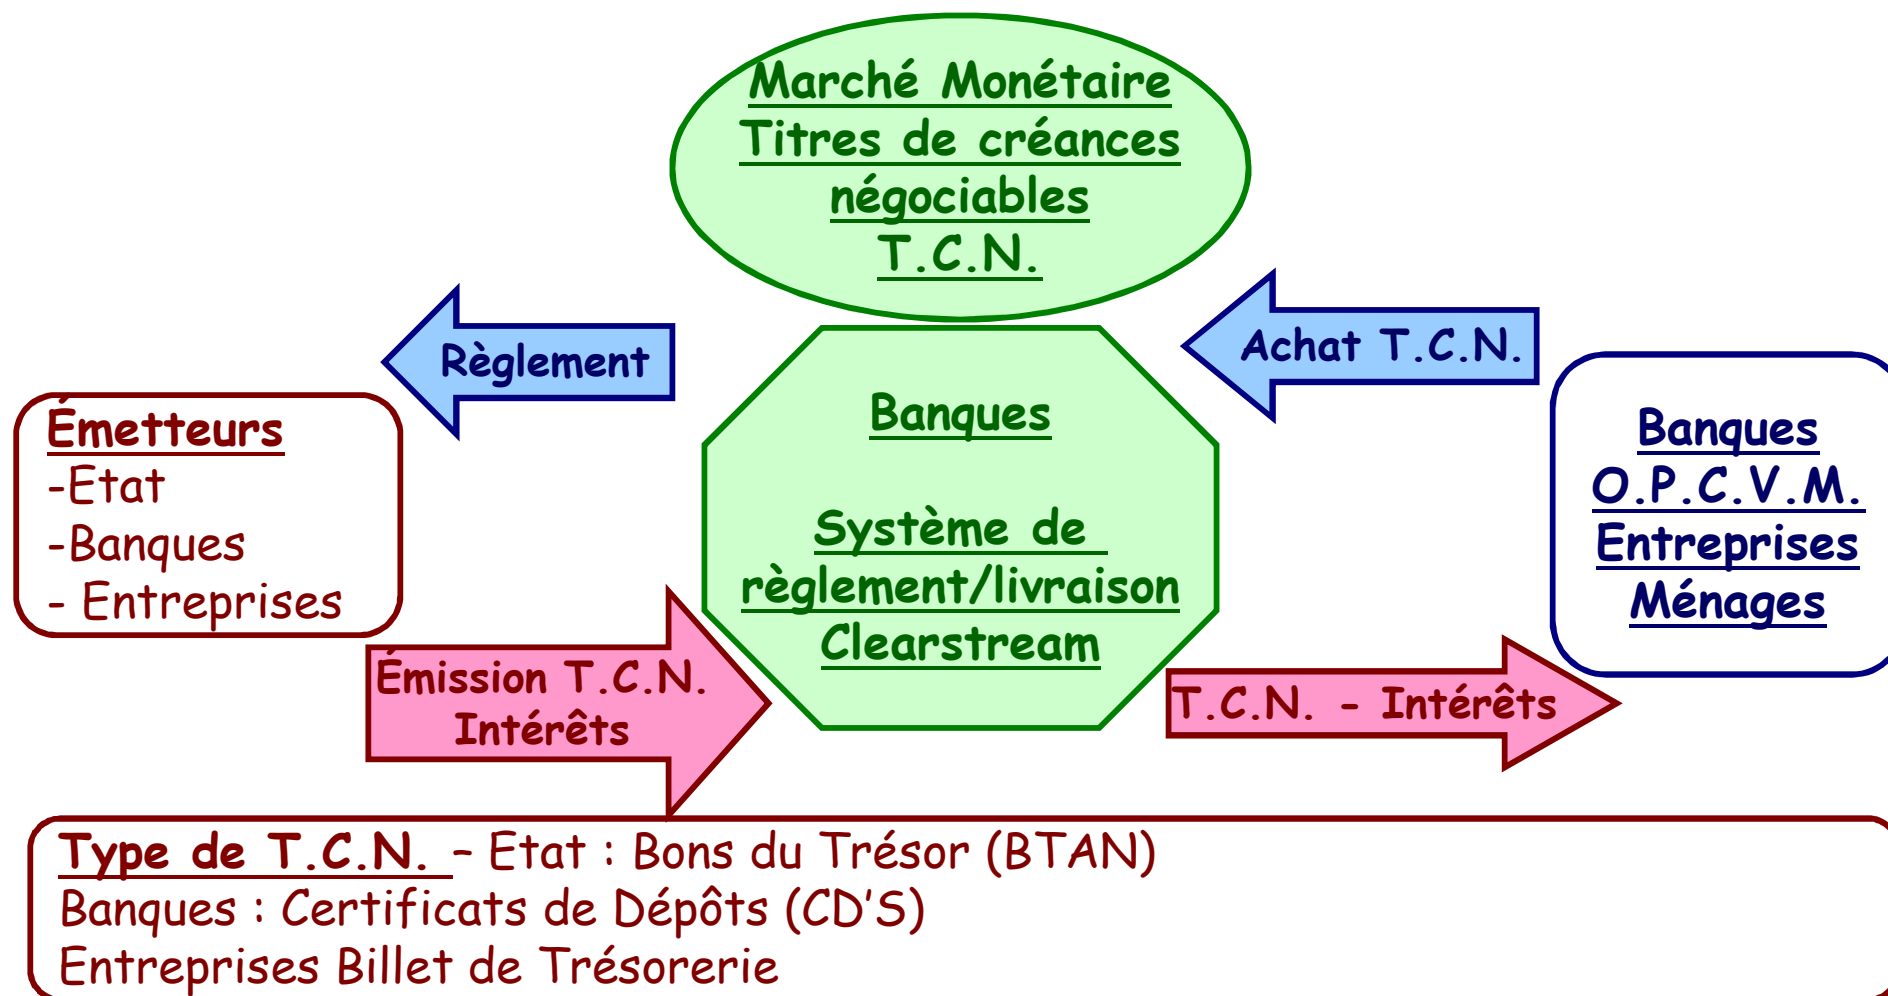 Marché Monétaire
Titres de créances
négociables
T.C.N.
Règlement
Achat T.C.N.
Émetteurs
-Etat
-Banques
- Entreprises
Banques
Système de
règlement/livraison
Clearstream
Banques
O.P.C.V.M.
Entreprises
Ménages
Émission T.C.N.
Intérêts
T.C.N. - Intérêts
Type de T.C.N. – Etat : Bons du Trésor (BTAN)
Banques : Certificats de Dépôts (CD’S)
Entreprises Billet de Trésorerie